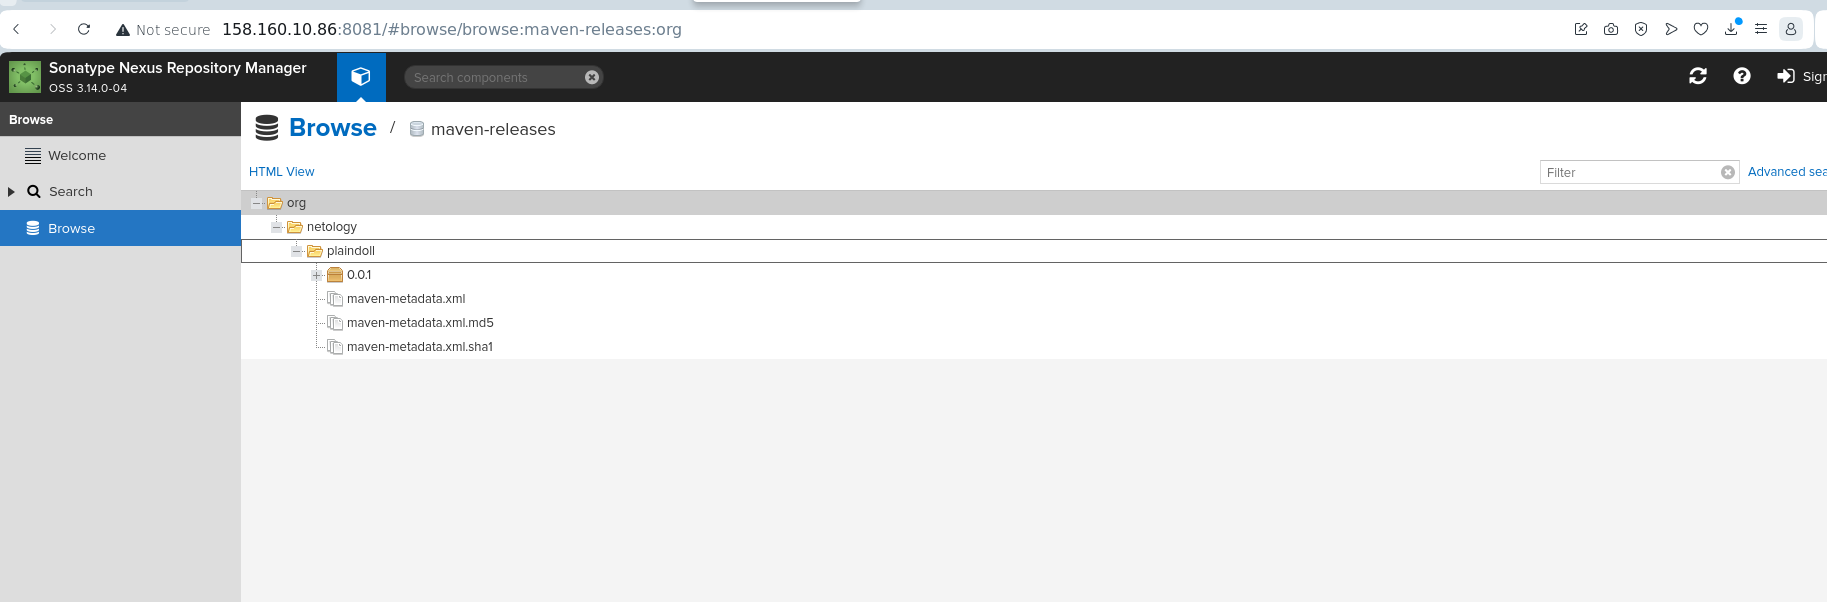 Not secure 158.160.10.86:8081/#browse/browse:maven-releases:org
Sonatype Nexus Repository Manager
OSS 3.14.0-04
Search components
Sign
Browse
Browse / maven-releases
Welcome
HTML View
Filter
Advanced sea
Search
org
Browse
netology
plaindoll
0.0.1
maven-metadata.xml
maven-metadata.xml.md5
maven-metadata.xml.sha1